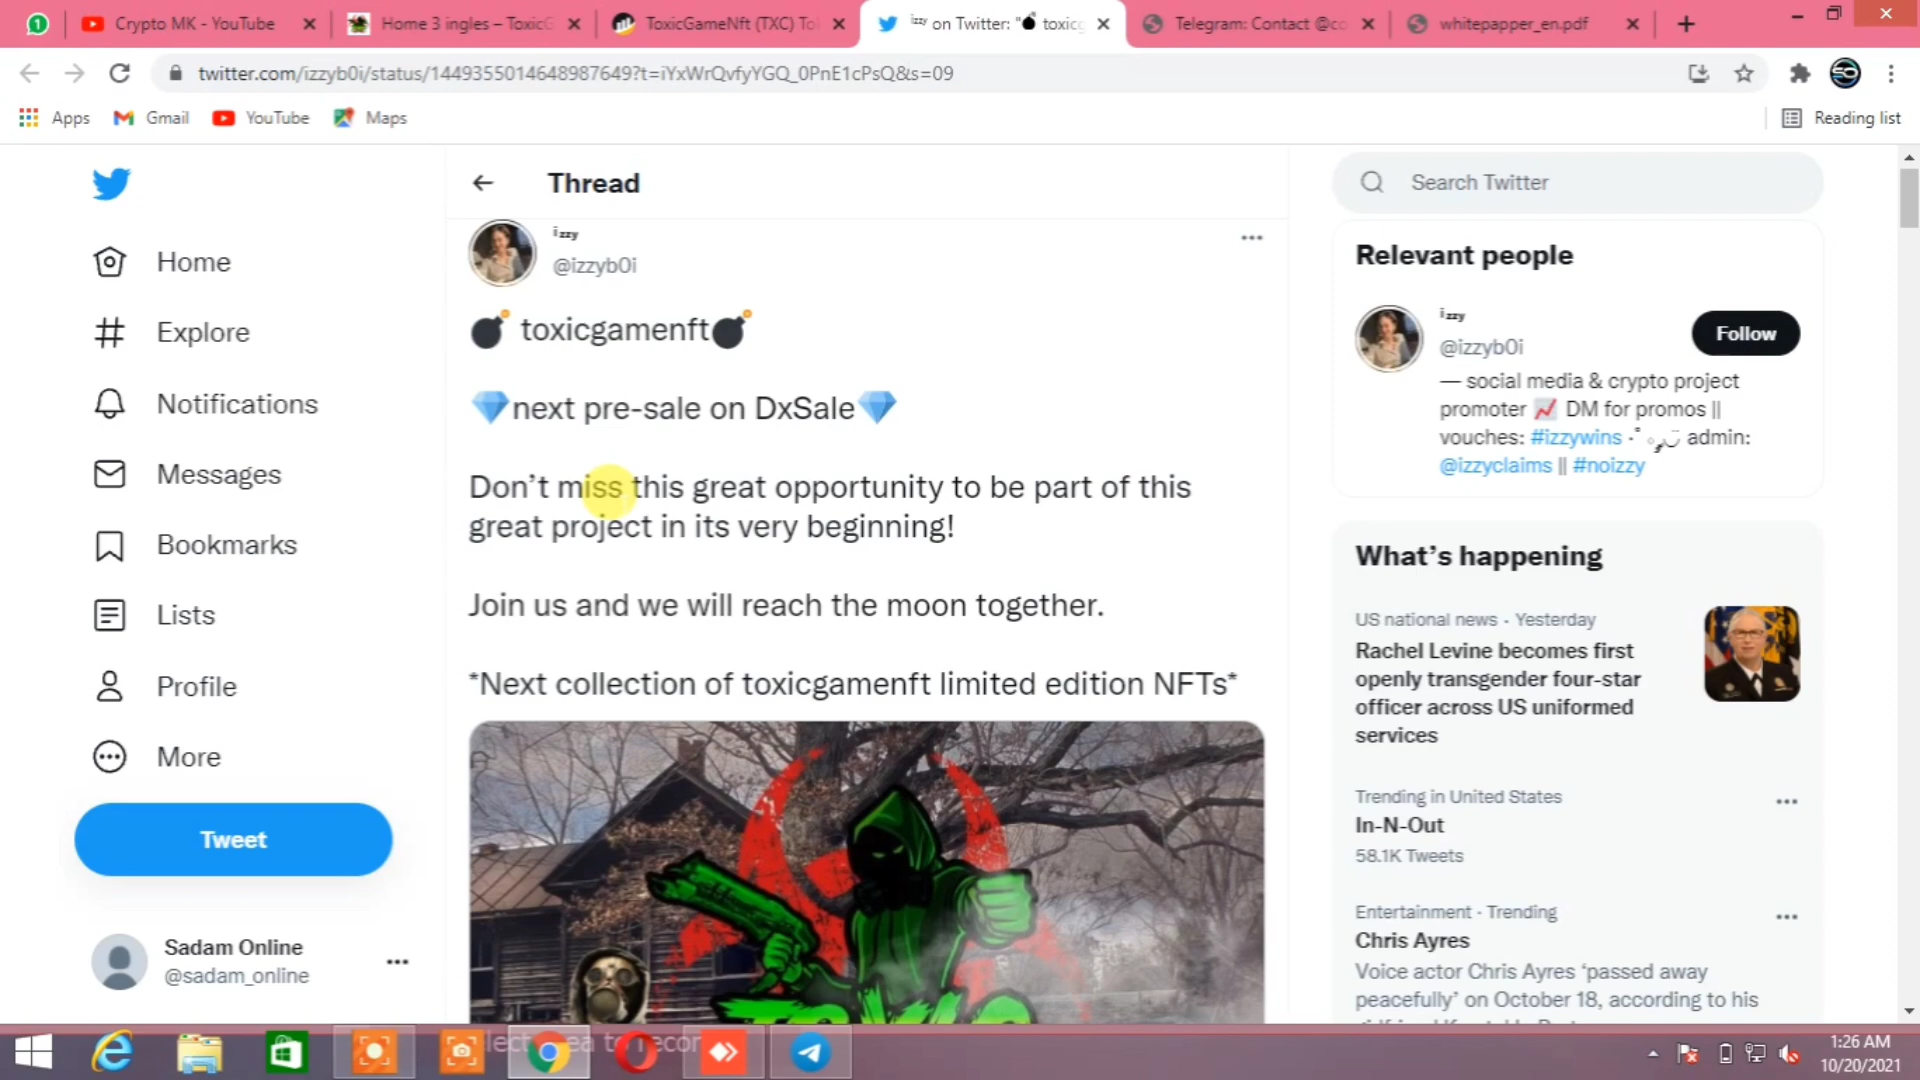 Crypto MK - YouTube
Home 3 ingles – ToxicG
ToxicGameNft (TXC) To
ⁱᶻᶻʸ on Twitter: "💣 toxicg
Telegram: Contact @co
whitepapper_en.pdf
twitter.com/izzyb0i/status/1449355014648987649?t=iYxWrQvfyYGQ_0PnE1cPsQ&s=09
Apps
Gmail
YouTube
Maps
Reading list
Home
Explore
Notifications
Messages
Bookmarks
Lists
Profile
More
Tweet
Sadam Online
@sadam_online
Thread
ⁱᶻᶻʸ
@izzyb0i
💣 toxicgamenft💣
💎next pre-sale on DxSale💎
Don’t miss this great opportunity to be part of this
great project in its very beginning!
Join us and we will reach the moon together.
*Next collection of toxicgamenft limited edition NFTs*
Search Twitter
Relevant people
ⁱᶻᶻʸ
@izzyb0i
Follow
— social media & crypto project
promoter 📈 DM for promos ||
vouches: #izzywins
admin:
@izzyclaims || #noizzy
What’s happening
US national news · Yesterday
Rachel Levine becomes first
openly transgender four-star
officer across US uniformed
services
Trending in United States
In-N-Out
58.1K Tweets
Entertainment · Trending
Chris Ayres
Voice actor Chris Ayres ‘passed away
peacefully’ on October 18, according to his
1:26 AM
10/20/2021